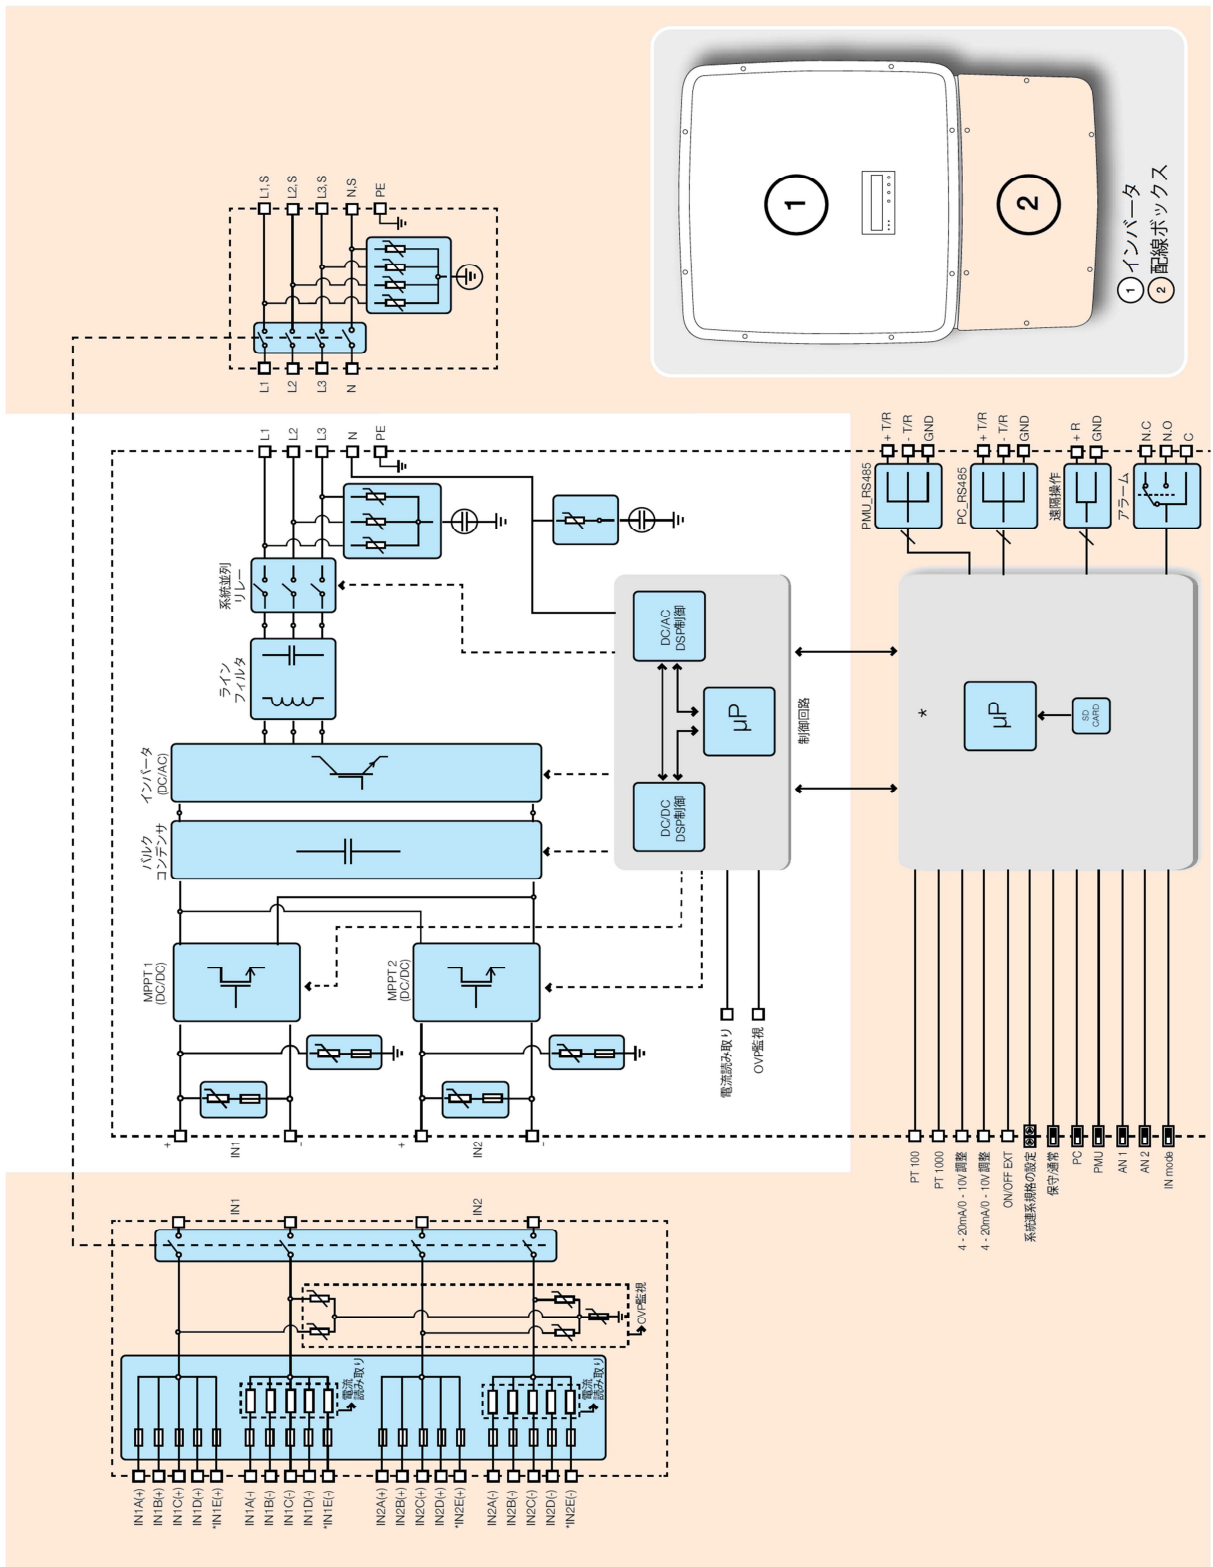 IN1A(+)
IN1B(+)
IN1C(+)
IN1D(+)
*IN1E(+)
IN1A(-)
IN1B(-)
IN1C(-)
IN1D(-)
*IN1E(-)
IN2A(+)
IN2B(+)
IN2C(+)
IN2D(+)
*IN2E(+)
IN2A(-)
IN2B(-)
IN2C(-)
IN2D(-)
*IN2E(-)
電流
読み取り
電流
読み取り
OVP監視
IN1
IN2
+
IN1
-
+
IN2
-
MPPT 1
(DC/DC)
MPPT 2
(DC/DC)
バルク
コンデンサ
インバータ
(DC/AC)
ライン
フィルタ
系統並列
リレー
L1
L2
L3
N
PE
L1
L2
L3
N
L1,S
L2,S
L3,S
N,S
PE
電流読み取り
OVP監視
DC/DC
DSP制御
DC/AC
DSP制御
µP
制御回路
PT 100
PT 1000
4 - 20mA/0 - 10V 調整
4 - 20mA/0 - 10V 調整
ON/OFF EXT
系統連系規格の設定
保守/通常
PC
PMU
AN 1
AN 2
IN mode
*
µP
SD
CARD
PMU_RS485
+ T/R
- T/R
GND
PC_RS485
+ T/R
- T/R
GND
遠隔操作
+ R
GND
アラーム
N.C
N.O
C
1
2
1 インバータ
2 配線ボックス